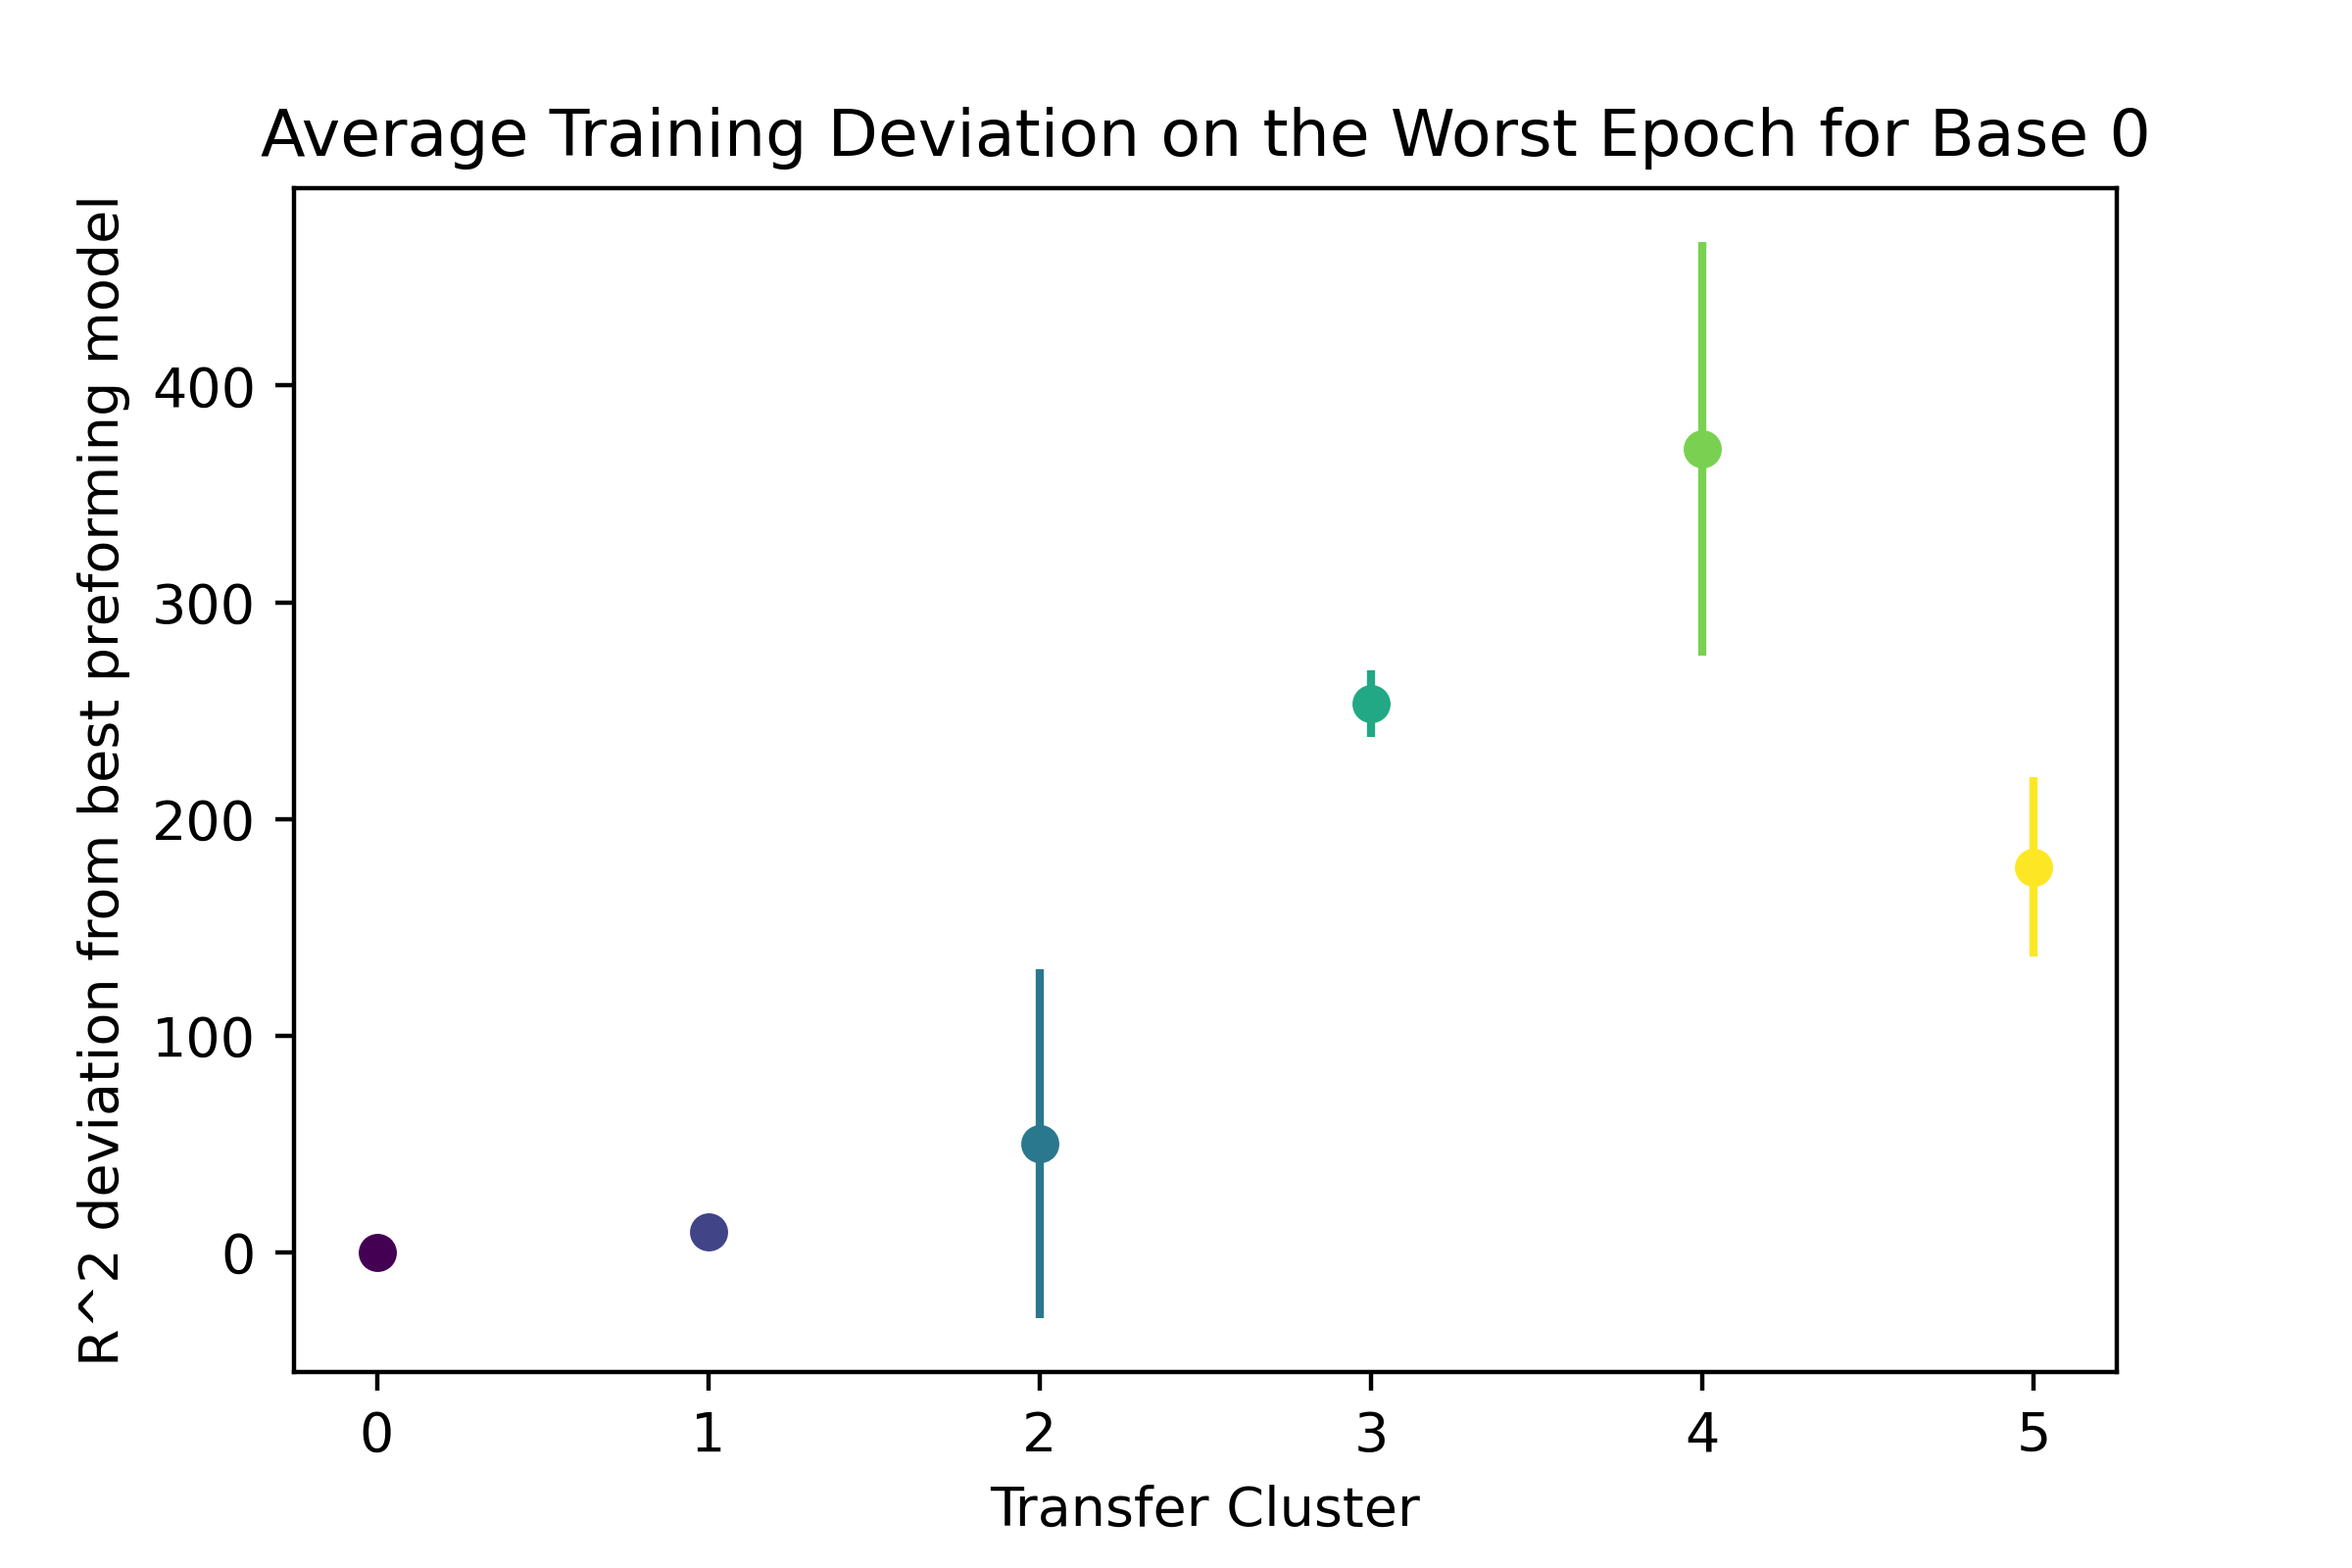 Average Training Deviation on the Worst Epoch for Base 0
R^2 deviation from best preforming model
400
300
200
100
0
0 1 2 3 4 5
Transfer Cluster